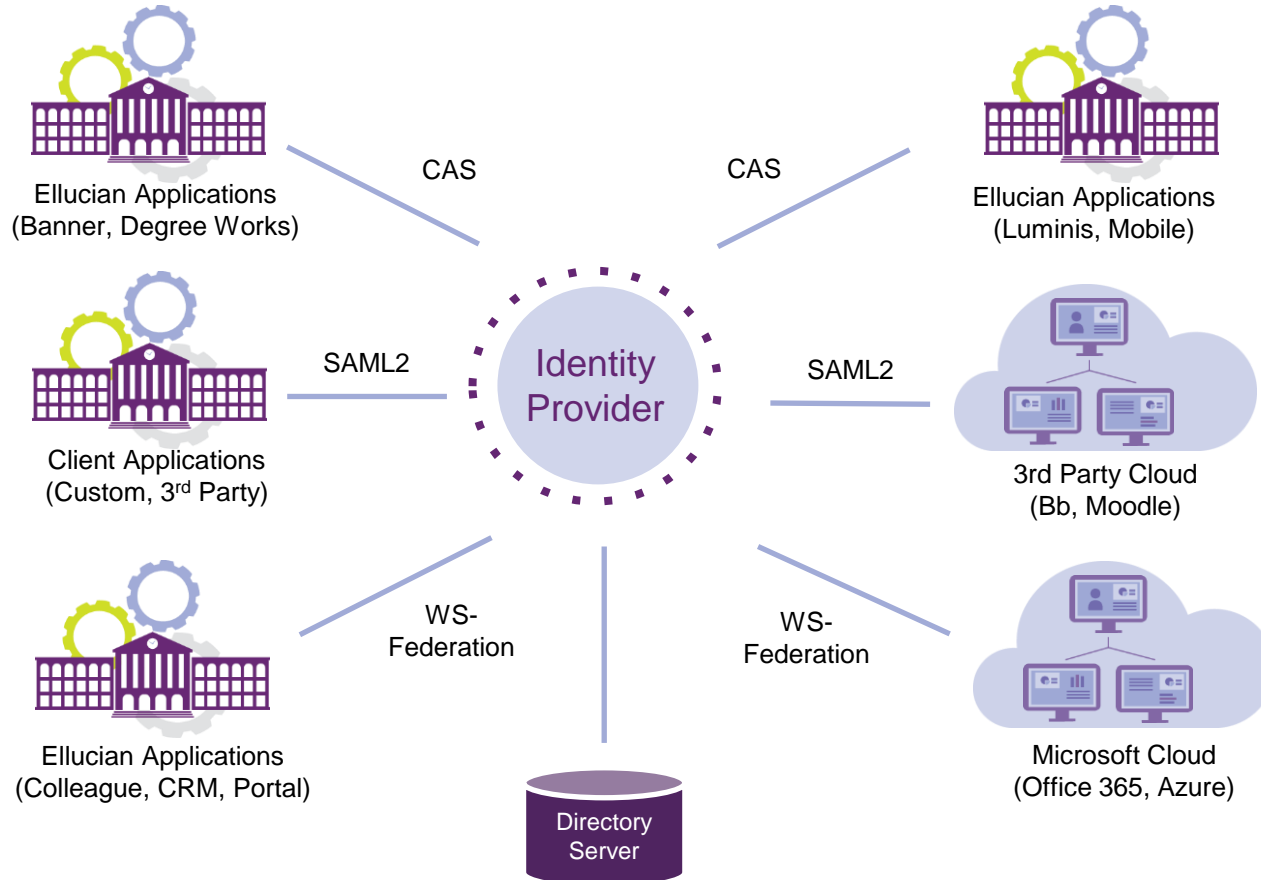 CAS
CAS
Ellucian Applications
(Banner, Degree Works)
Ellucian Applications
(Luminis, Mobile)
SAML2
Identity
Provider
SAML2
Client Applications
(Custom, 3rd Party)
3rd Party Cloud
(Bb, Moodle)
WS-
Federation
WS-
Federation
Ellucian Applications
(Colleague, CRM, Portal)
Microsoft Cloud
(Office 365, Azure)
Directory
Server